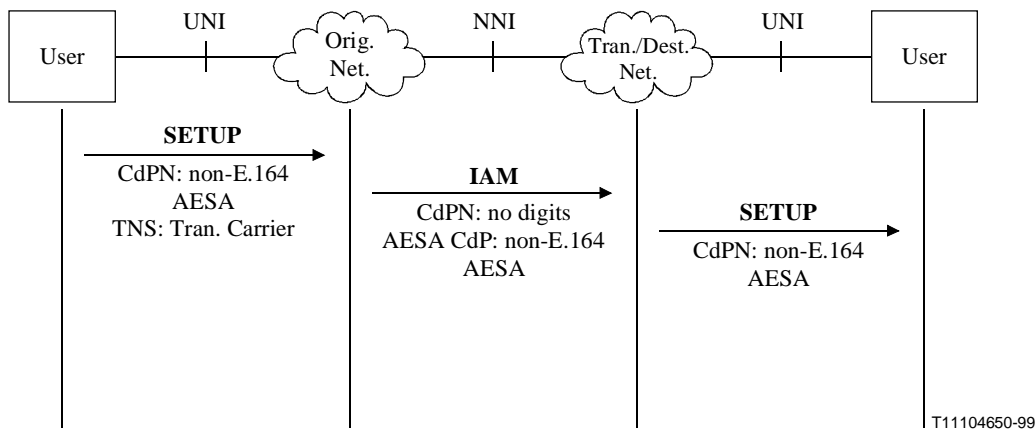 UNI
NNI
UNI
User
Orig.
Net.
Tran./Dest.
Net.
User
SETUP
CdPN: non-E.164
AESA
TNS: Tran. Carrier
IAM
CdPN: no digits
AESA CdP: non-E.164
AESA
SETUP
CdPN: non-E.164
AESA
T11104650-99